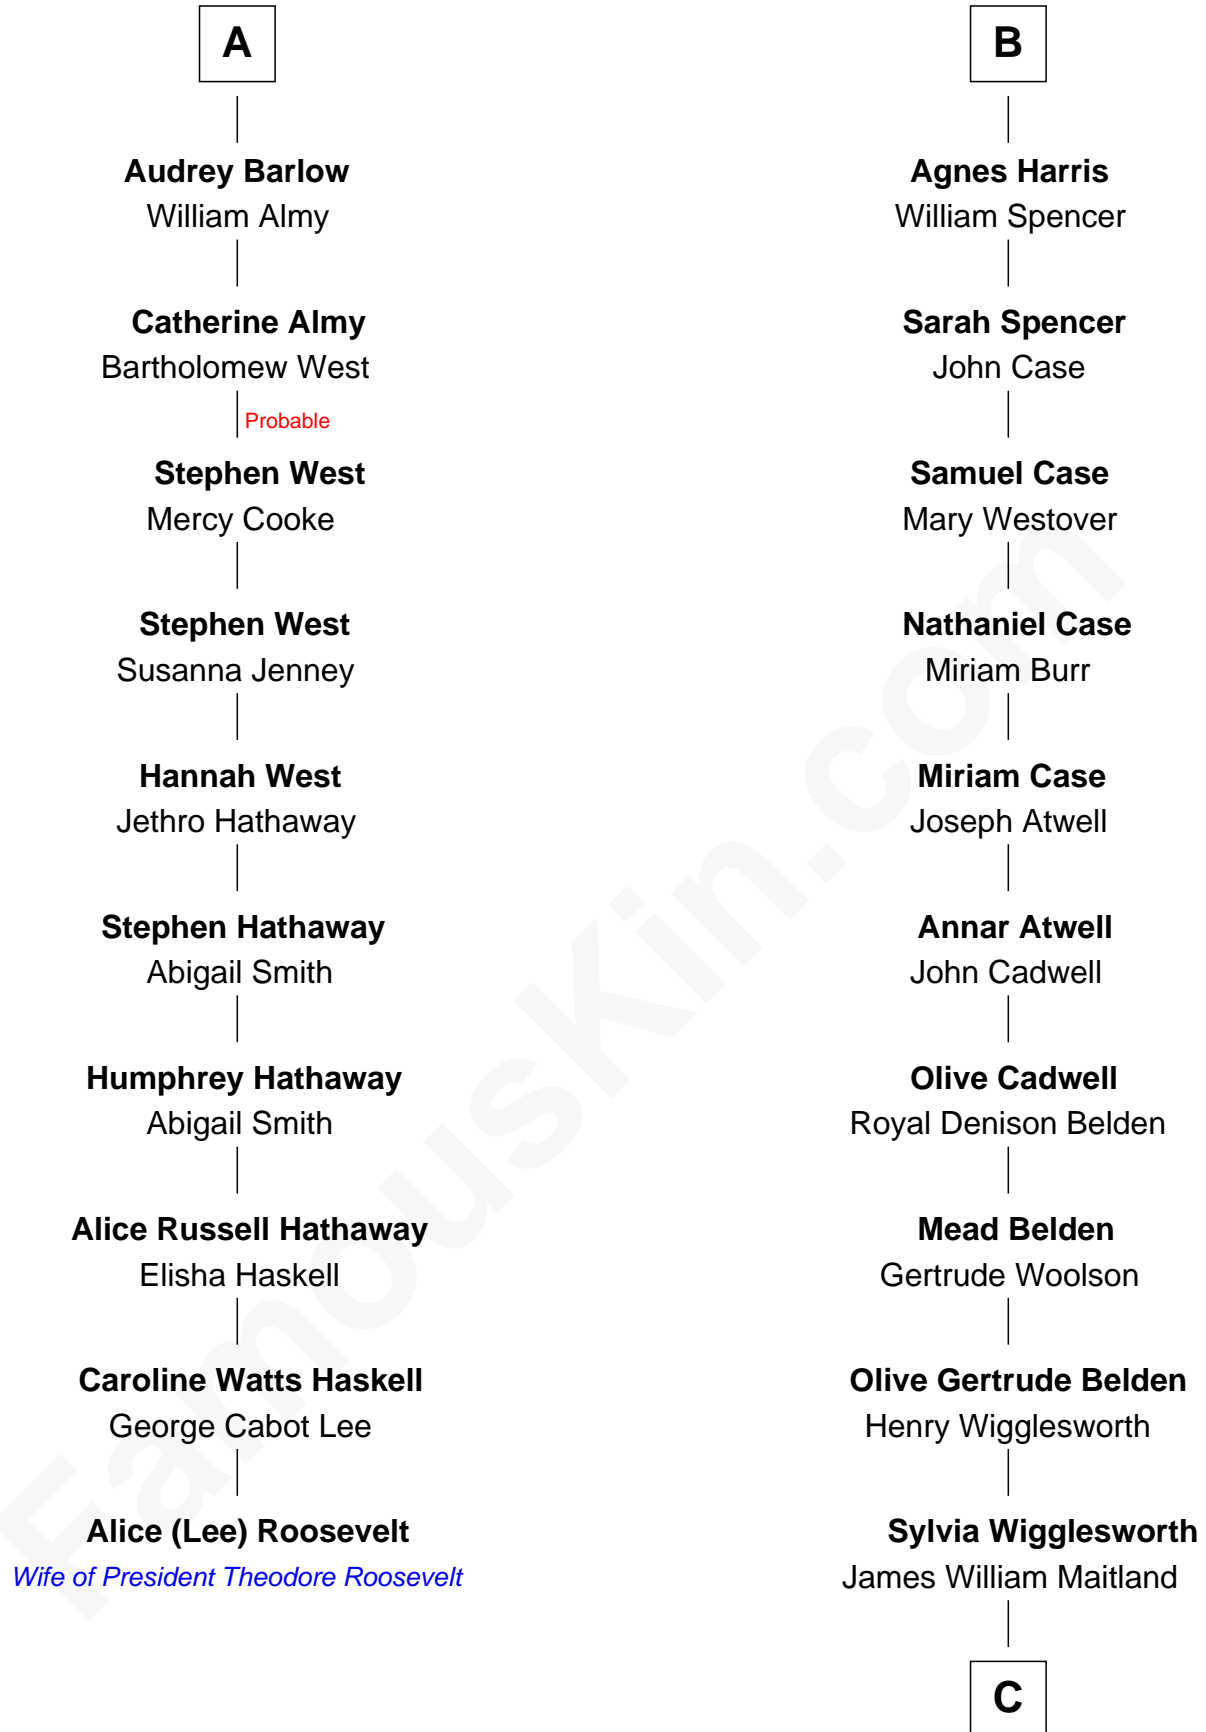 A
Audrey Barlow
William Almy
Catherine Almy
Bartholomew West
Probable
Stephen West
Mercy Cooke
Stephen West
Susanna Jenney
Hannah West
Jethro Hathaway
Stephen Hathaway
Abigail Smith
Humphrey Hathaway
Abigail Smith
Alice Russell Hathaway
Elisha Haskell
Caroline Watts Haskell
George Cabot Lee
Alice (Lee) Roosevelt
Wife of President Theodore Roosevelt
B
Agnes Harris
William Spencer
Sarah Spencer
John Case
Samuel Case
Mary Westover
Nathaniel Case
Miriam Burr
Miriam Case
Joseph Atwell
Annar Atwell
John Cadwell
Olive Cadwell
Royal Denison Belden
Mead Belden
Gertrude Woolson
Olive Gertrude Belden
Henry Wigglesworth
Sylvia Wigglesworth
James William Maitland
C
FamousKin.com